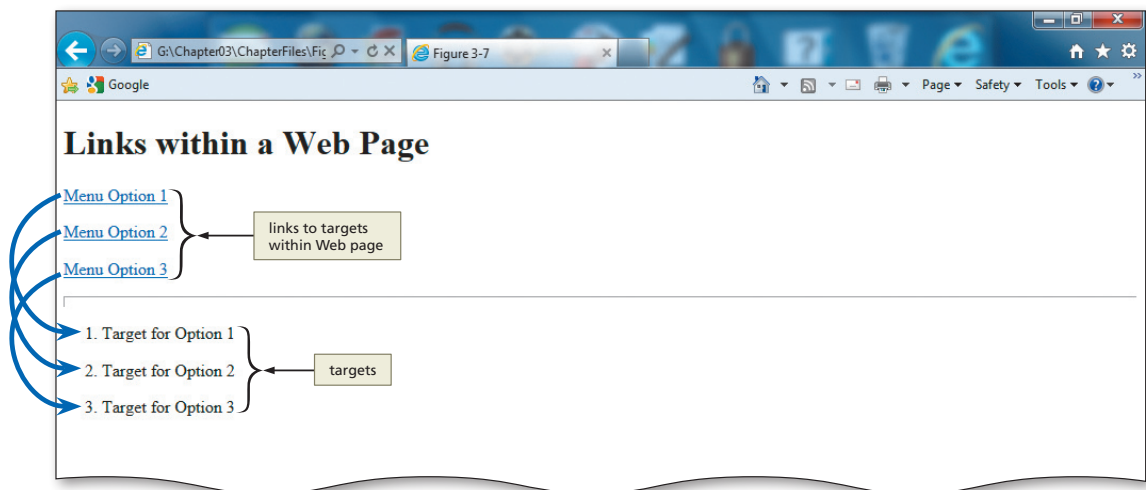 G:\Chapter03\ChapterFiles\Fig
Figure 3-7
Google
Page
Safety
Tools
Links within a Web Page
Menu Option 1
Menu Option 2
Menu Option 3
links to targets
within Web page
1. Target for Option 1
2. Target for Option 2
3. Target for Option 3
targets